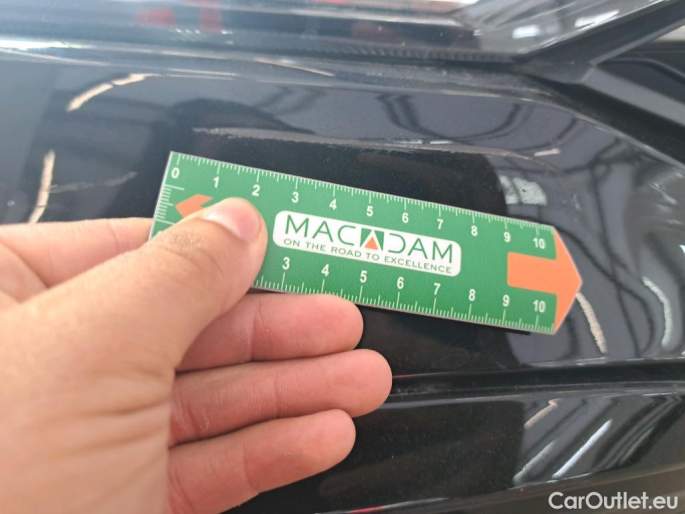 0 1 2 3 4 5 6 7 8 9 10
MACADAM
ON THE ROAD TO EXCELLENCE
3 4 5 6 7 8 9 10
CarOutlet.eu